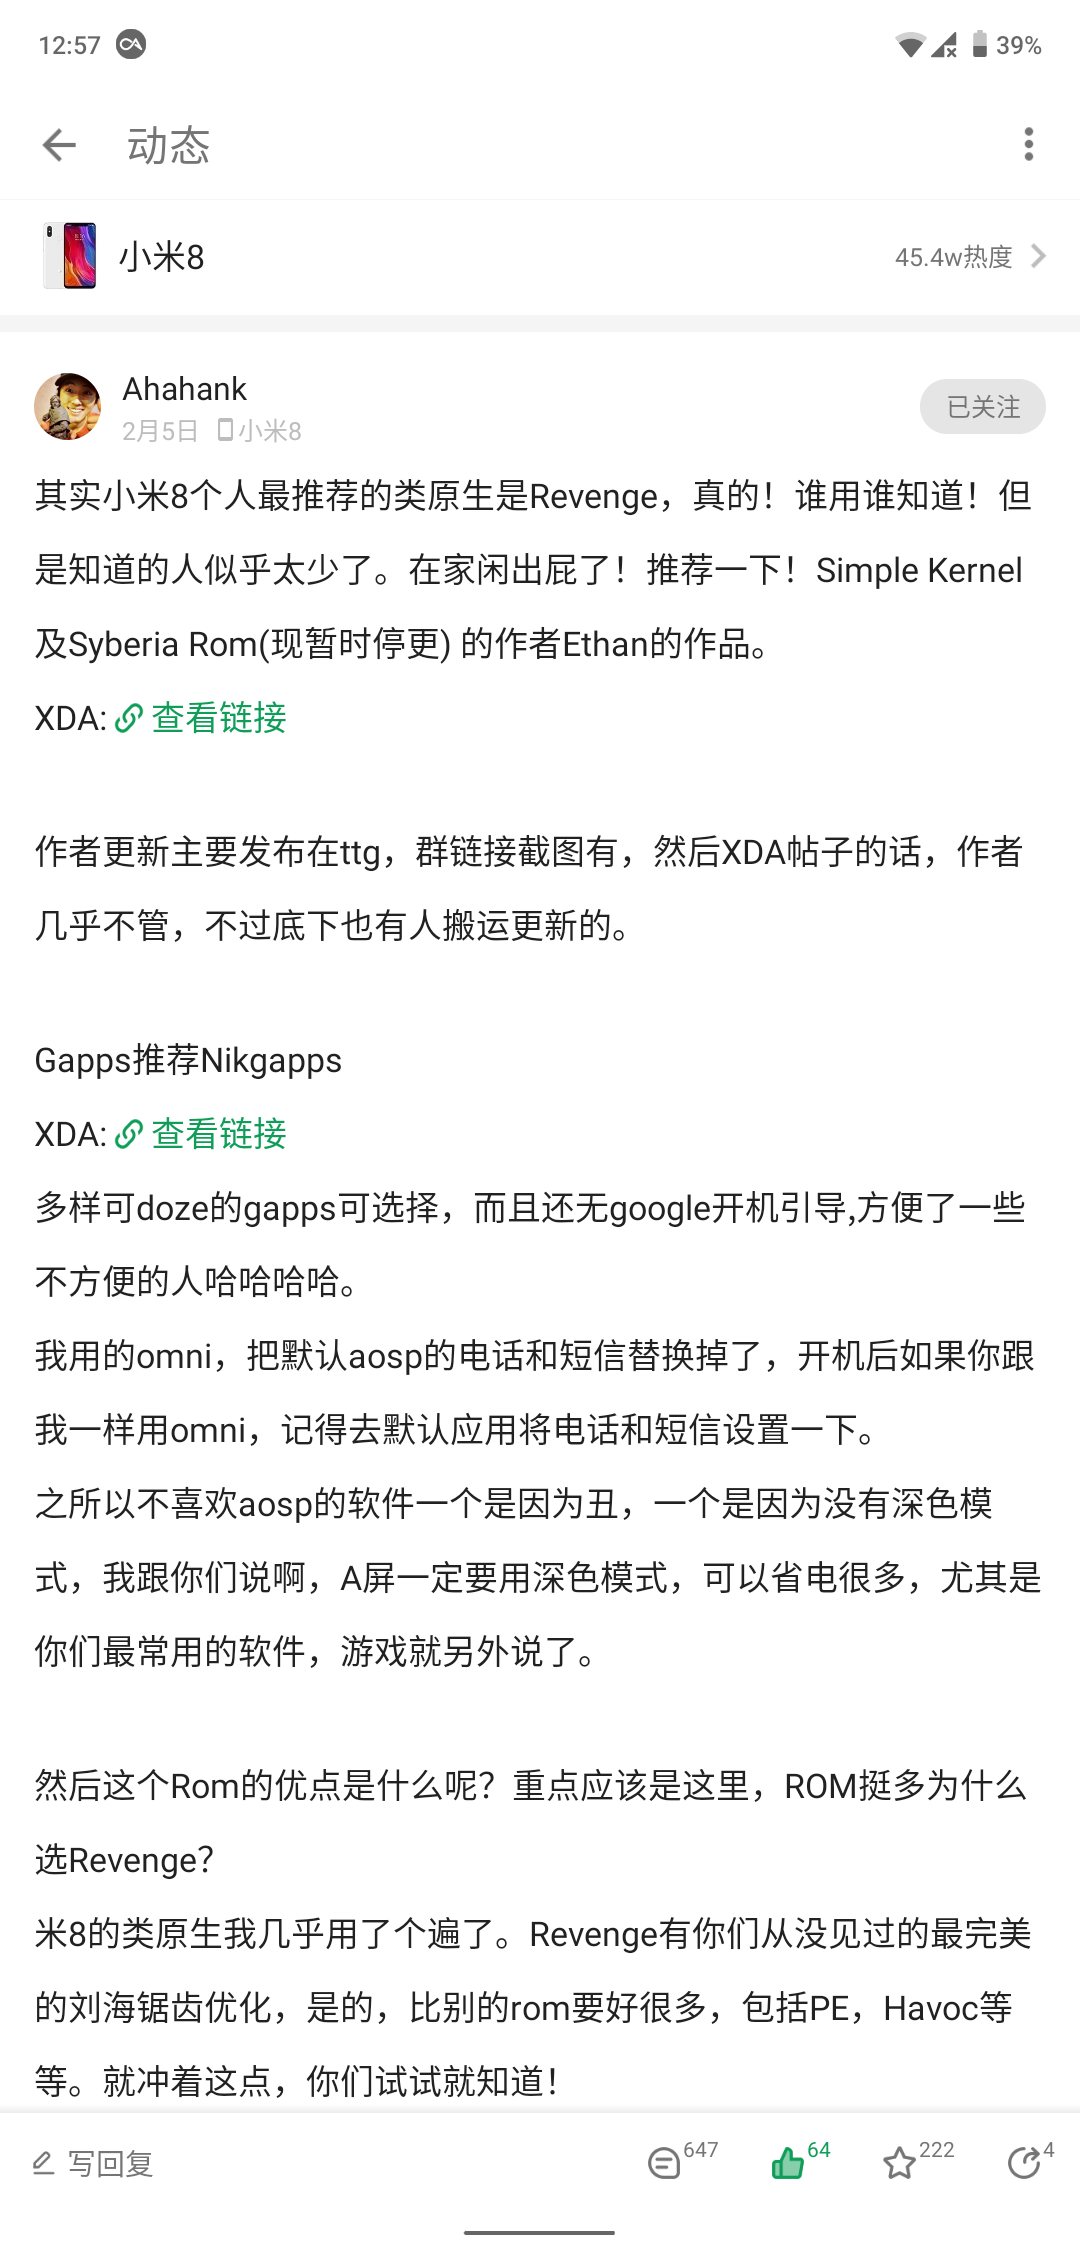 12:57
39%
动态
小米8
45.4w热度
Ahahank
2月5日 小米8
已关注
其实小米8个人最推荐的类原生是Revenge，真的！谁用谁知道！但
是知道的人似乎太少了。在家闲出屁了！推荐一下！Simple Kernel
及Syberia Rom(现暂时停更) 的作者Ethan的作品。
XDA: 查看链接
作者更新主要发布在ttg，群链接截图有，然后XDA帖子的话，作者
几乎不管，不过底下也有人搬运更新的。
Gapps推荐Nikgapps
XDA: 查看链接
多样可doze的gapps可选择，而且还无google开机引导,方便了一些
不方便的人哈哈哈哈。
我用的omni，把默认aosp的电话和短信替换掉了，开机后如果你跟
我一样用omni，记得去默认应用将电话和短信设置一下。
之所以不喜欢aosp的软件一个是因为丑，一个是因为没有深色模
式，我跟你们说啊，A屏一定要用深色模式，可以省电很多，尤其是
你们最常用的软件，游戏就另外说了。
然后这个Rom的优点是什么呢？重点应该是这里，ROM挺多为什么
选Revenge？
米8的类原生我几乎用了个遍了。Revenge有你们从没见过的最完美
的刘海锯齿优化，是的，比别的rom要好很多，包括PE，Havoc等
等。就冲着这点，你们试试就知道！
写回复
647
64
222
4